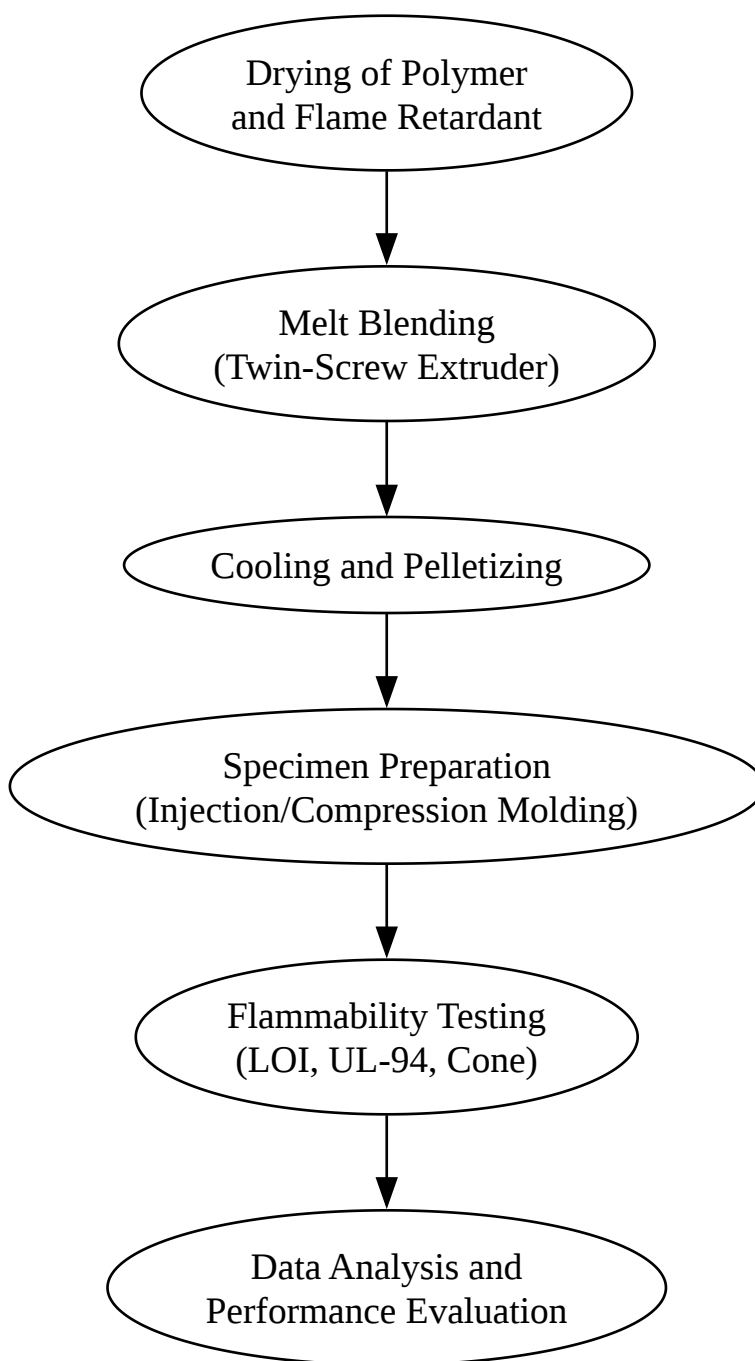 Drying of Polymer
and Flame Retardant
Melt Blending
(Twin-Screw Extruder)
Cooling and Pelletizing
Specimen Preparation
(Injection/Compression Molding)
Flammability Testing
(LOI, UL-94, Cone)
Data Analysis and
Performance Evaluation